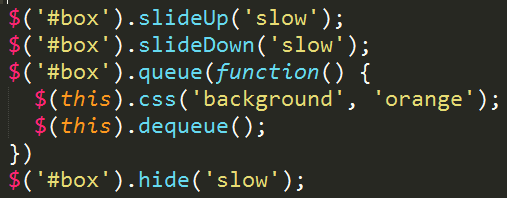 $('#box').slideUp('slow');
$('#box').slideDown('slow');
$('#box').queue(function() {
  $(this).css('background', 'orange');
  $(this).dequeue();
})
$('#box').hide('slow');